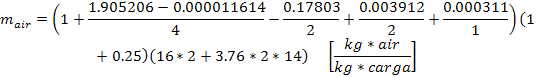 m_air = (1 + (1.905206 − 0.000011614)/4 − 0.17803/2 + 0.003912/2 + 0.000311/1) (1
+ 0.25)(16 * 2 + 3.76 * 2 * 14) [kg * air / kg * carga]